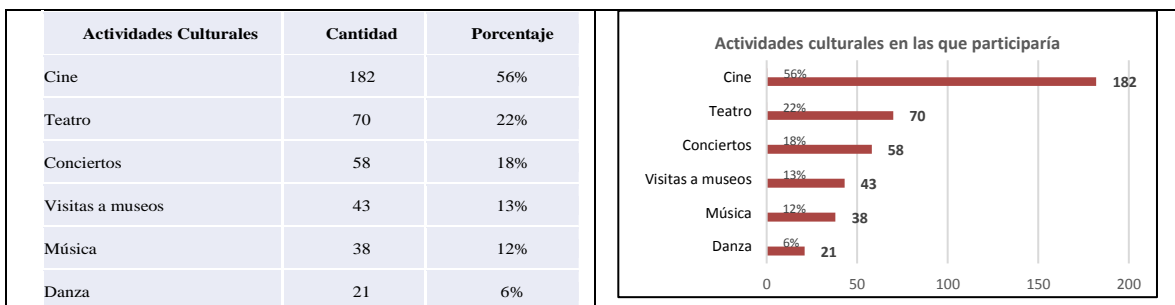 Actividades Culturales Cantidad Porcentaje
Cine 182 56%
Teatro 70 22%
Conciertos 58 18%
Visitas a museos 43 13%
Música 38 12%
Danza 21 6%
Actividades culturales en las que participaría
Cine 56% 182
Teatro 22% 70
Conciertos 18% 58
Visitas a museos 13% 43
Música 12% 38
Danza 6% 21
0 50 100 150 200